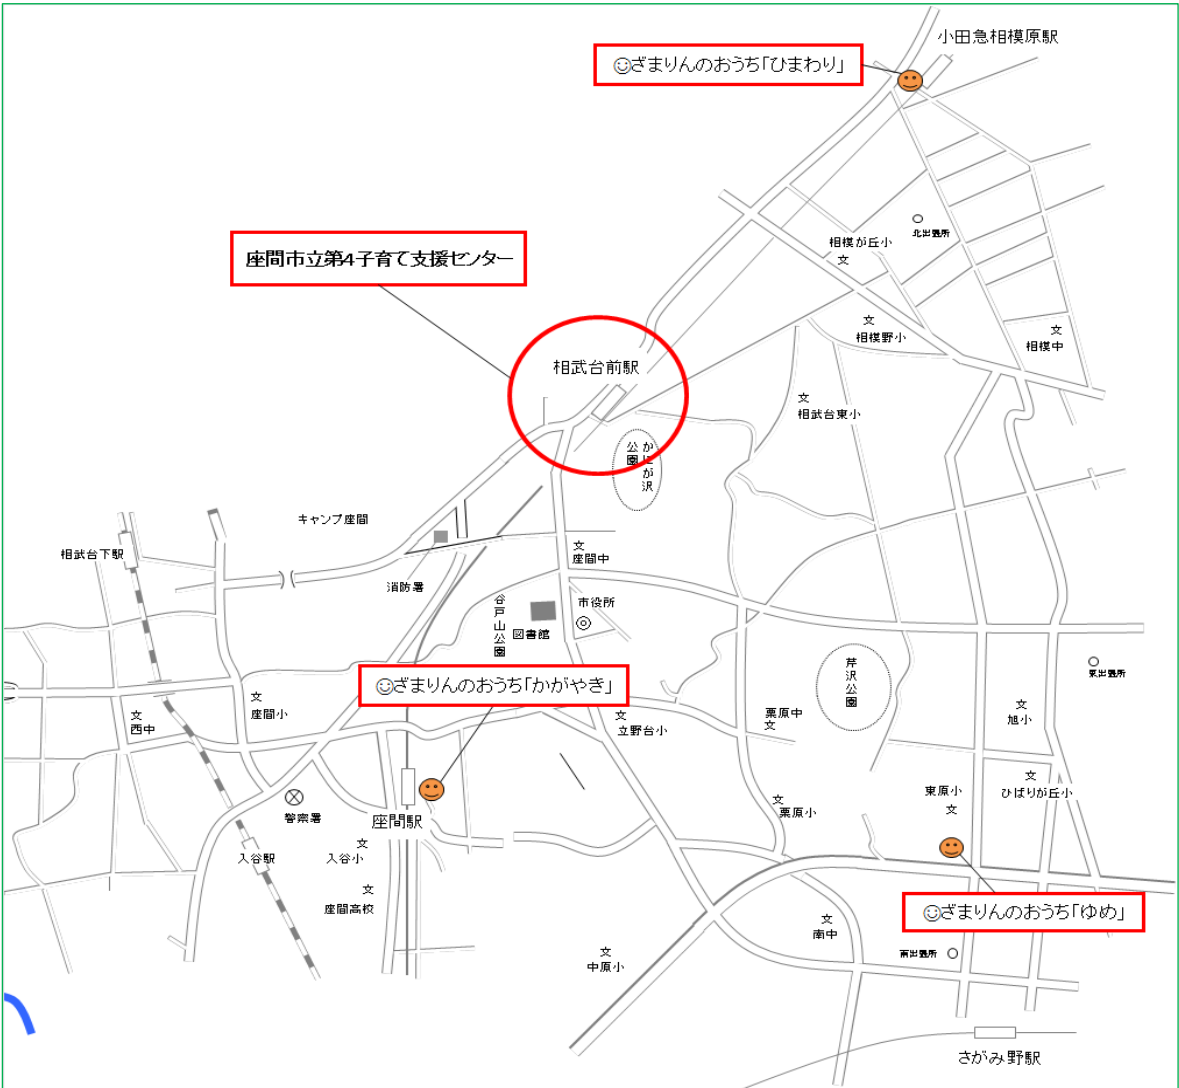 小田急相模原駅
☺ざまりんのおうち「ひまわり」
北出張所
相模が丘小
文
座間市立第4子育て支援センター
文
相模野小
文
相模中
相武台前駅
文
相武台東小
かにが沢
公園
キャンプ座間
相武台下駅
文
座間中
消防署
谷戸山公園
図書館
市役所
芹沢公園
東出張所
☺ざまりんのおうち「かがやき」
文
座間小
文
西中
文
立野台小
栗原中
文
文
旭小
文
ひばりが丘小
東原小
文
文
栗原小
警察署
座間駅
入谷駅
文
入谷小
文
座間高校
☺ざまりんのおうち「ゆめ」
文
南中
南出張所
文
中原小
さがみ野駅